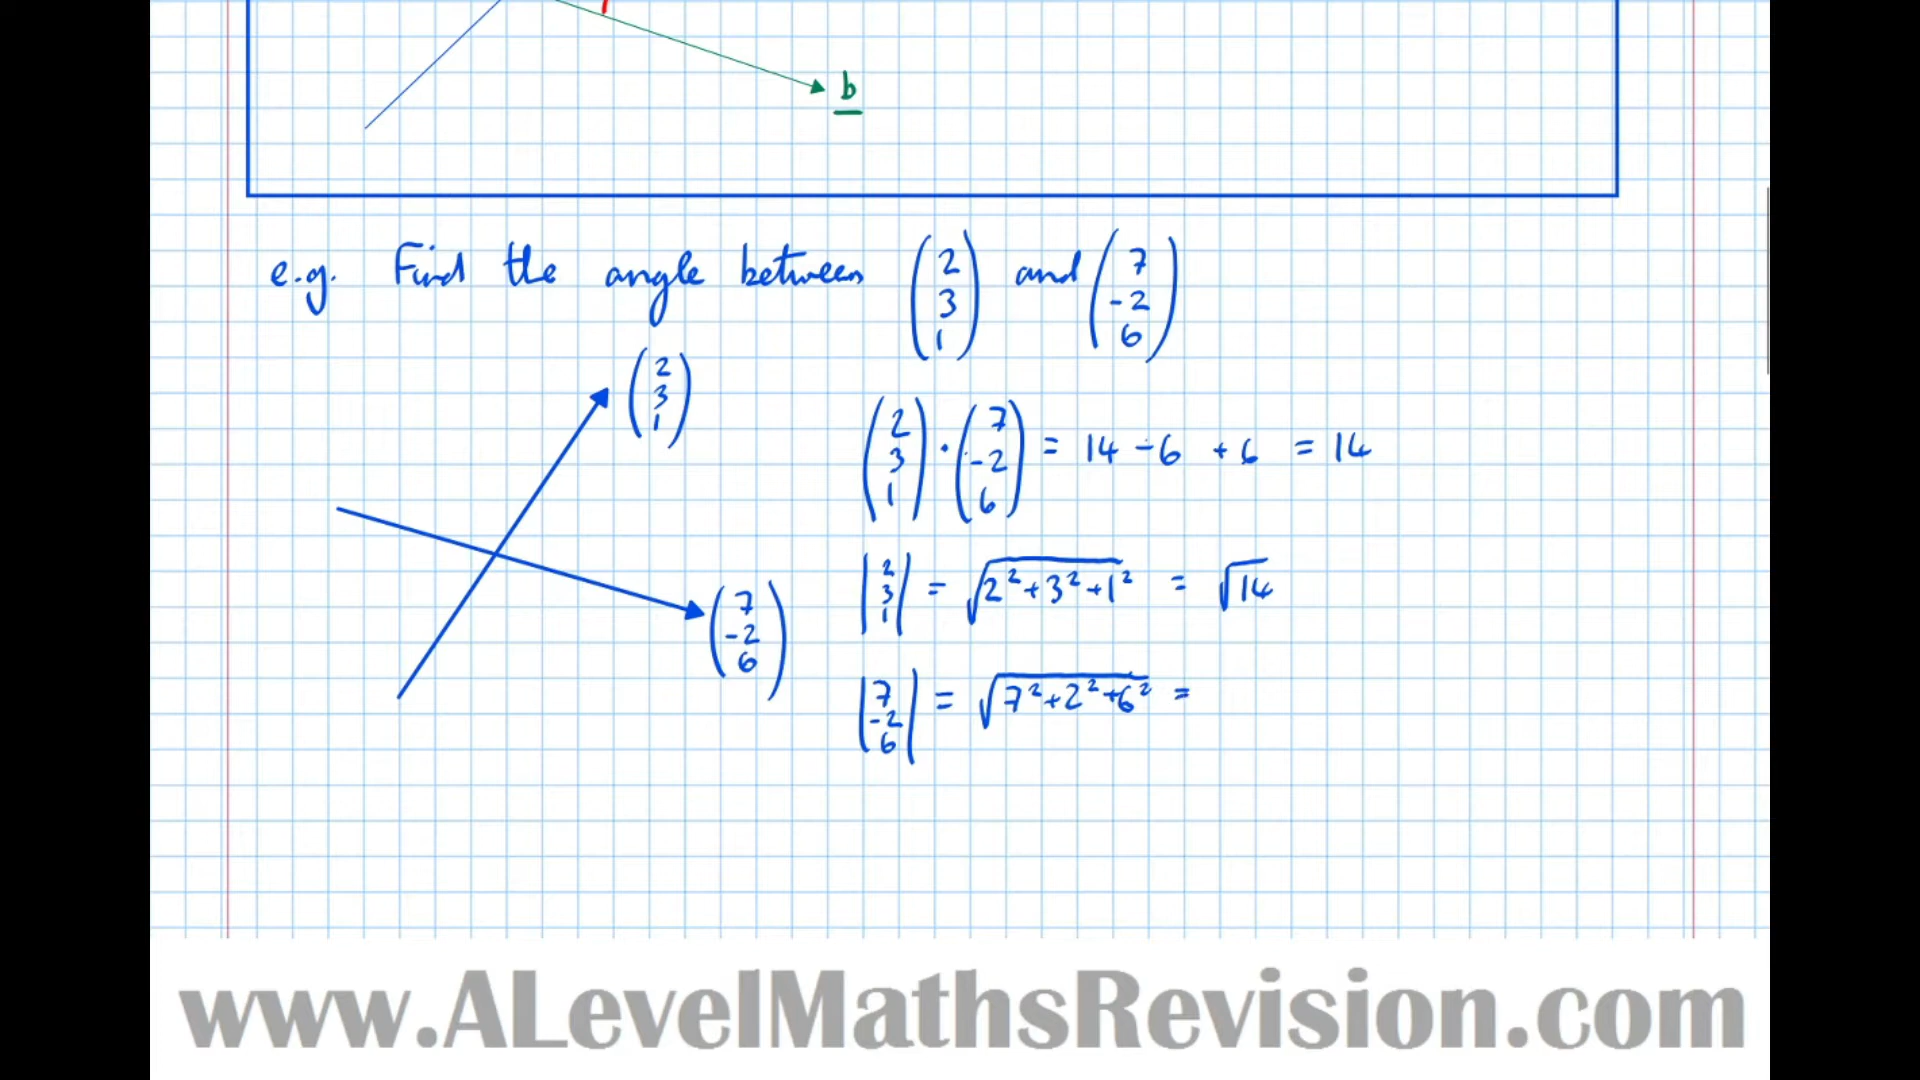 b
e.g. Find the angle between (2 3 1) and (7 -2 6)
(2 3 1)
(2 3 1) · (7 -2 6) = 14 - 6 + 6 = 14
|2 3 1| = √2²+3²+1² = √14
(7 -2 6)
|7 -2 6| = √7²+2²+6² =
www.ALevelMathsRevision.com